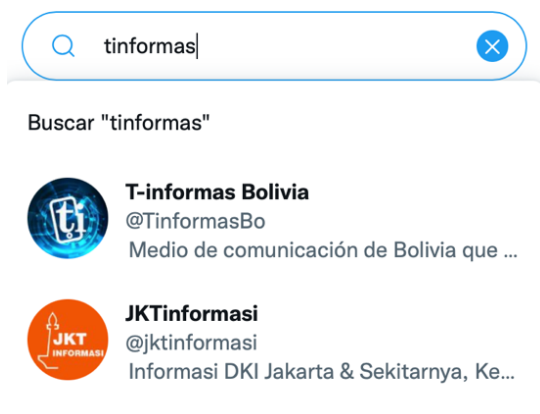 tinformas
Buscar "tinformas"
T-informas Bolivia
@TinformasBo
Medio de comunicación de Bolivia que ...
ti
JKTinformasi
@jktinformasi
Informasi DKI Jakarta & Sekitarnya, Ke...
JKT
INFORMASI